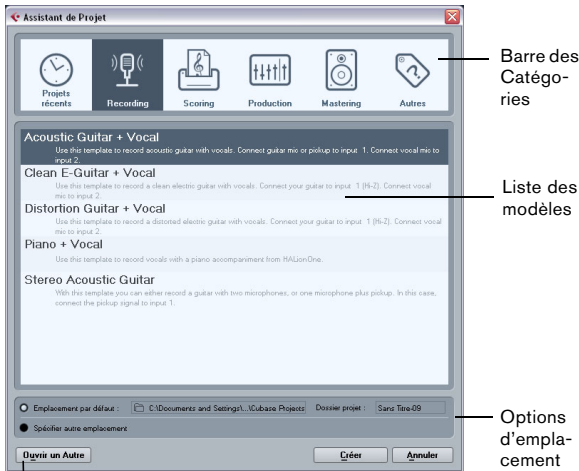 Assistant de Projet
Projets
récents
Recording
Scoring
Production
Mastering
Autres
Barre des
Catégo-
ries
Acoustic Guitar + Vocal
Use this template to record acoustic guitar with vocals. Connect guitar mic or pickup to input 1. Connect vocal mic to
input 2.
Clean E-Guitar + Vocal
Use this template to record a clean electric guitar with vocals. Connect your guitar to input 1 (Hi-Z). Connect vocal
mic to input 2.
Distortion Guitar + Vocal
Use this template to record a distorted electric guitar with vocals. Connect your guitar to input 1 (Hi-Z). Connect vocal
mic to input 2.
Piano + Vocal
Use this template to record vocals with a piano accompaniment from HALionOne.
Stereo Acoustic Guitar
With this template you can either record a guitar with two microphones, or one microphone plus pickup. In this case,
connect the pickup signal to input 1.
Liste des
modèles
Emplacement par défaut : C:\Documents and Settings\...\Cubase Projects Dossier projet : Sans Titre-09
Spécifier autre emplacement
Options
d'empla-
cement
Ouvrir un Autre Créer Annuler